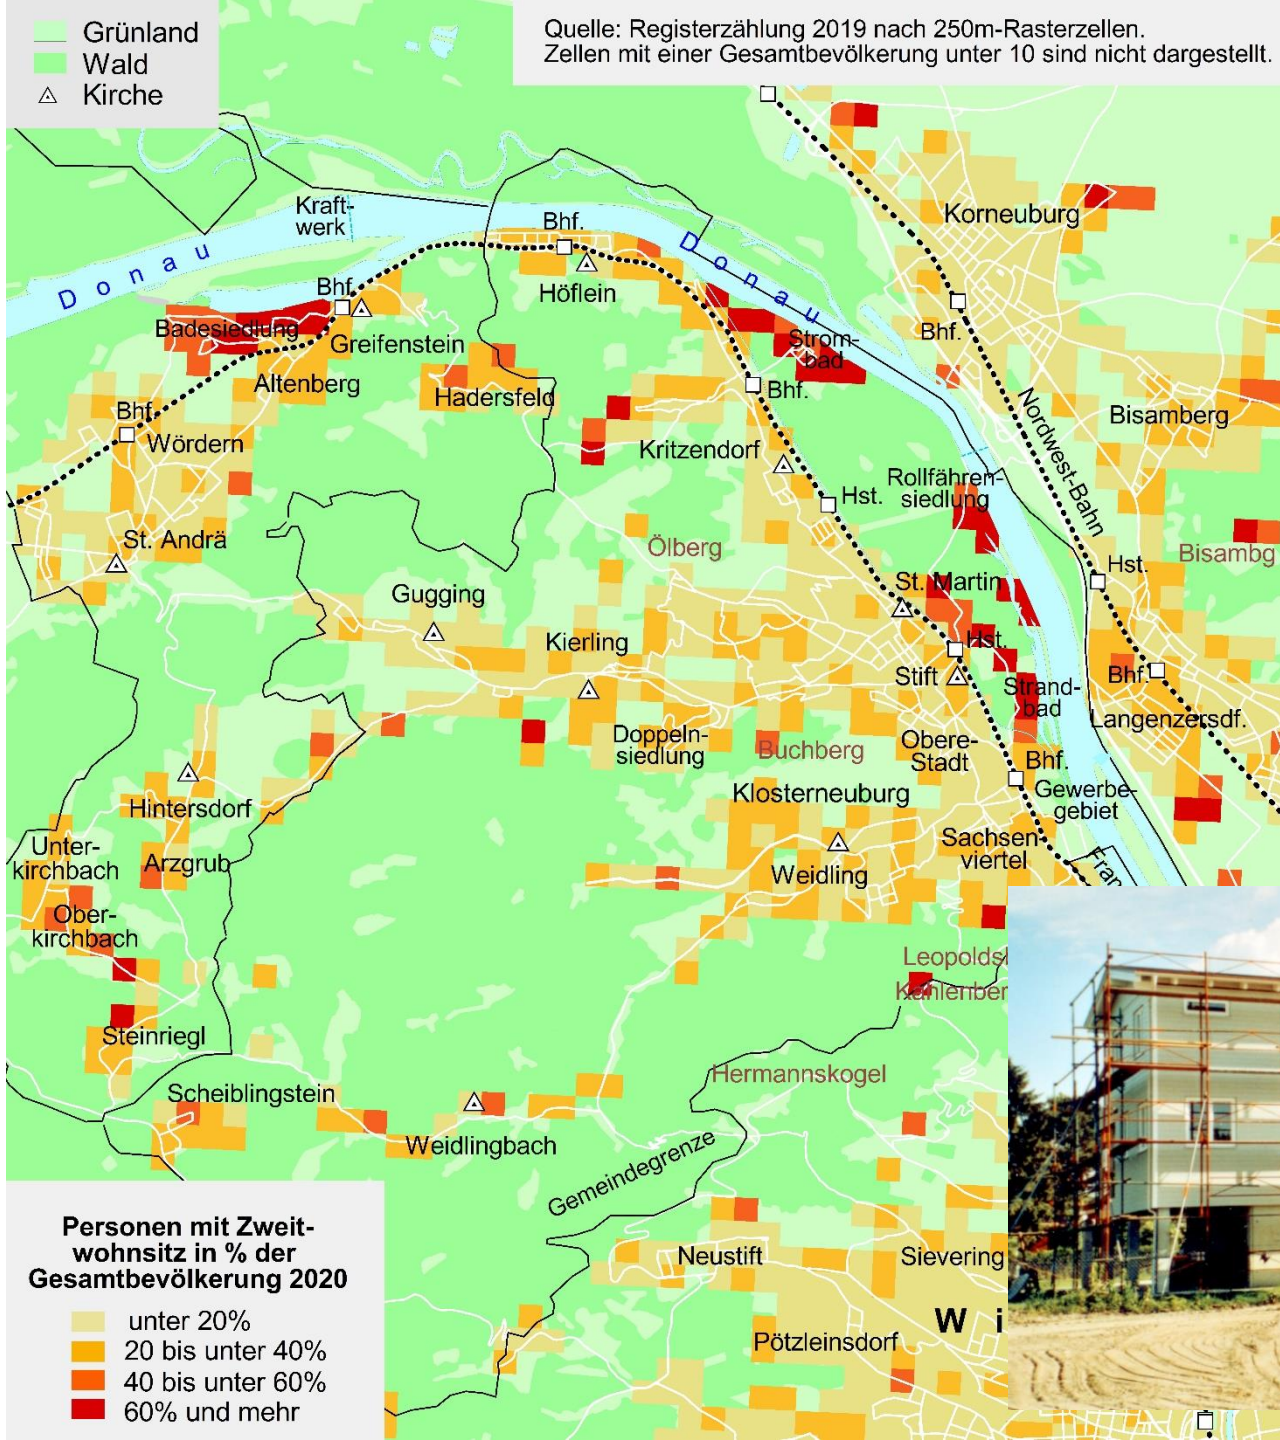 Grünland
Wald
Kirche
Quelle: Registerzählung 2019 nach 250m-Rasterzellen.
Zellen mit einer Gesamtbevölkerung unter 10 sind nicht dargestellt.
Kraft-
werk
Donau
Bhf.
Höflein
Donau
Korneuburg
Bhf.
Badesiedlung
Greifenstein
Altenberg
Hadersfeld
Strom-
bad
Bhf.
Bhf.
Nordwest-Bahn
Bisamberg
Bhf.
Wördern
Kritzendorf
Rollfähren-
siedlung
Hst.
St. Andrä
Ölberg
Bisambg
Hst.
Gugging
St. Martin
Kierling
Hst.
Stift
Bhf.
Strand-
bad
Langenzersdf.
Doppeln-
siedlung
Buchberg
Obere-
Stadt
Bhf.
Gewerbe-
gebiet
Klosterneuburg
Hintersdorf
Sachsen-
viertel
Unter-
kirchbach
Arzgrub
Weidling
Fran
Ober-
kirchbach
Leopolds
Kahlenber
Steinriegl
Hermannskogel
Scheiblingstein
Weidlingbach
Gemeindegrenze
Neustift
Sievering
Wi
Pötzleinsdorf
Personen mit Zweit-
wohnsitz in % der
Gesamtbevölkerung 2020
unter 20%
20 bis unter 40%
40 bis unter 60%
60% und mehr